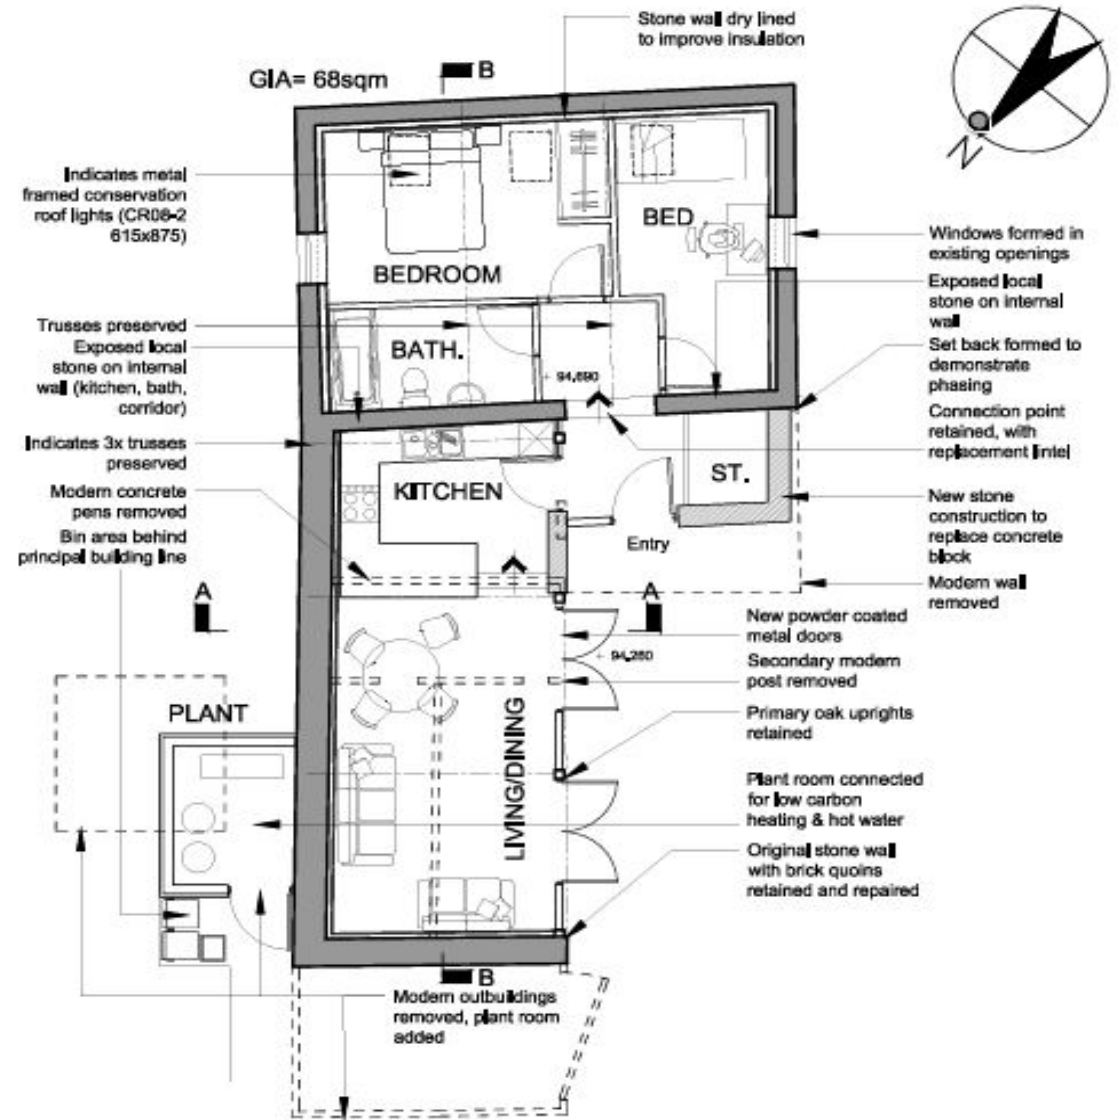 Stone wall dry lined
to improve insulation
GIA= 68sqm
B
N
Indicates metal
framed conservation
roof lights (CR08-2
615x875)
BED
BEDROOM
Windows formed in
existing openings
Exposed local
stone on internal
wall
Trusses preserved
Exposed local
stone on internal
wall (kitchen, bath,
corridor)
BATH.
94.690
Set back formed to
demonstrate
phasing
Connection point
retained, with
replacement lintel
Indicates 3x trusses
preserved
KITCHEN
ST.
Modern concrete
pens removed
New stone
construction to
replace concrete
block
Bin area behind
principal building line
Entry
Modern wall
removed
A
A
New powder coated
metal doors
94.260
Secondary modern
post removed
PLANT
LIVING/DINING
Primary oak uprights
retained
Plant room connected
for low carbon
heating & hot water
Original stone wall
with brick quoins
retained and repaired
B
Modern outbuildings
removed, plant room
added